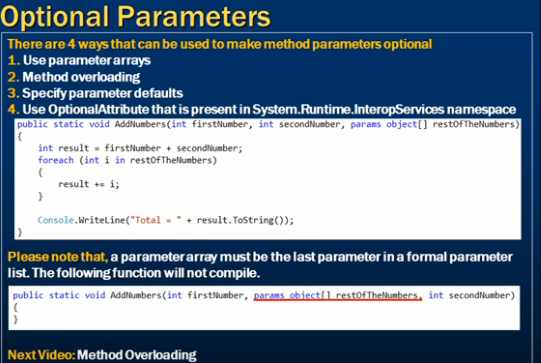 Optional Parameters
There are 4 ways that can be used to make method parameters optional
1. Use parameter arrays
2. Method overloading
3. Specify parameter defaults
4. Use OptionalAttribute that is present in System.Runtime.InteropServices namespace
public static void AddNumbers(int firstNumber, int secondNumber, params object[] restOfTheNumbers)
{
int result = firstNumber + secondNumber;
foreach (int i in restOfTheNumbers)
{
result += i;
}
Console.WriteLine("Total = " + result.ToString());
}
Please note that, a parameter array must be the last parameter in a formal parameter
list. The following function will not compile.
public static void AddNumbers(int firstNumber, params object[] restOfTheNumbers, int secondNumber)
{
}
Next Video: Method Overloading